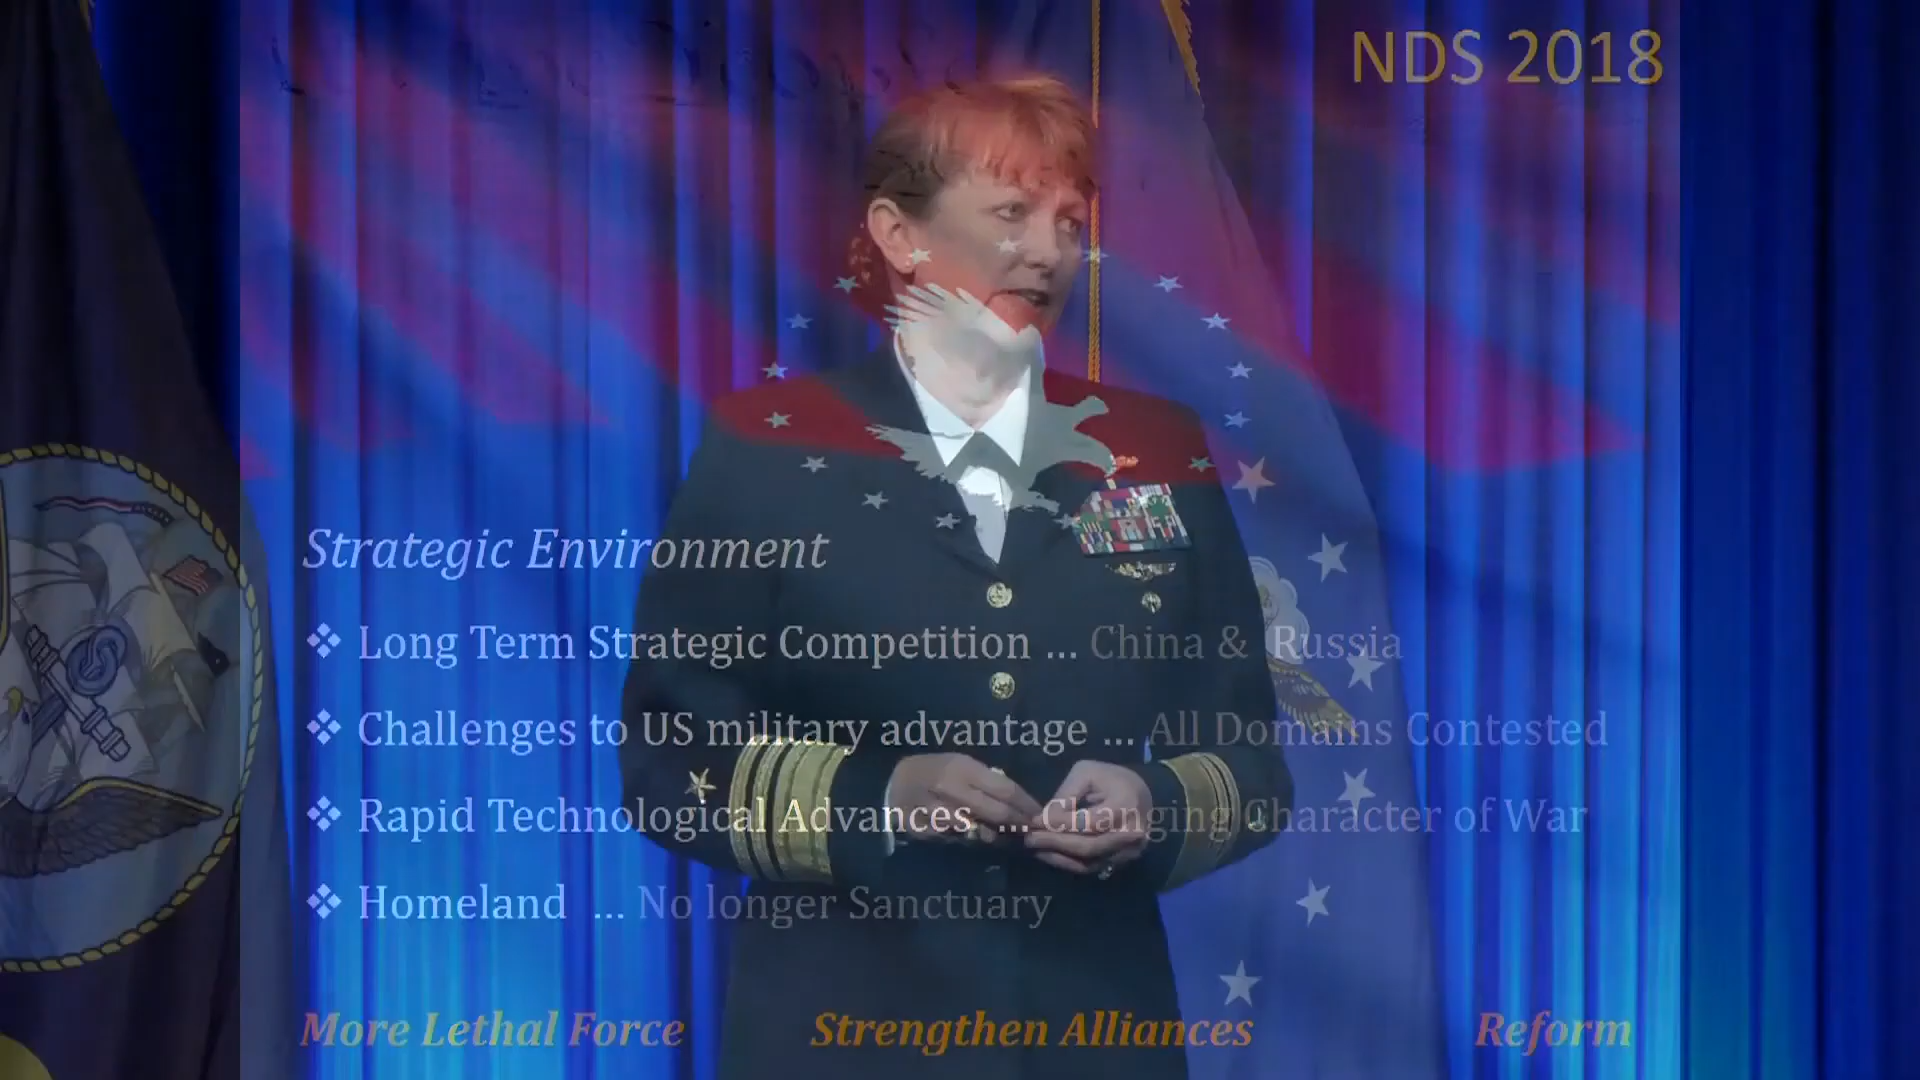 NDS 2018
Strategic Environment
❖ Long Term Strategic Competition ... China & Russia
❖ Challenges to US military advantage ... All Domains Contested
❖ Rapid Technological Advances ... Changing Character of War
❖ Homeland ... No longer Sanctuary
More Lethal Force Strengthen Alliances Reform